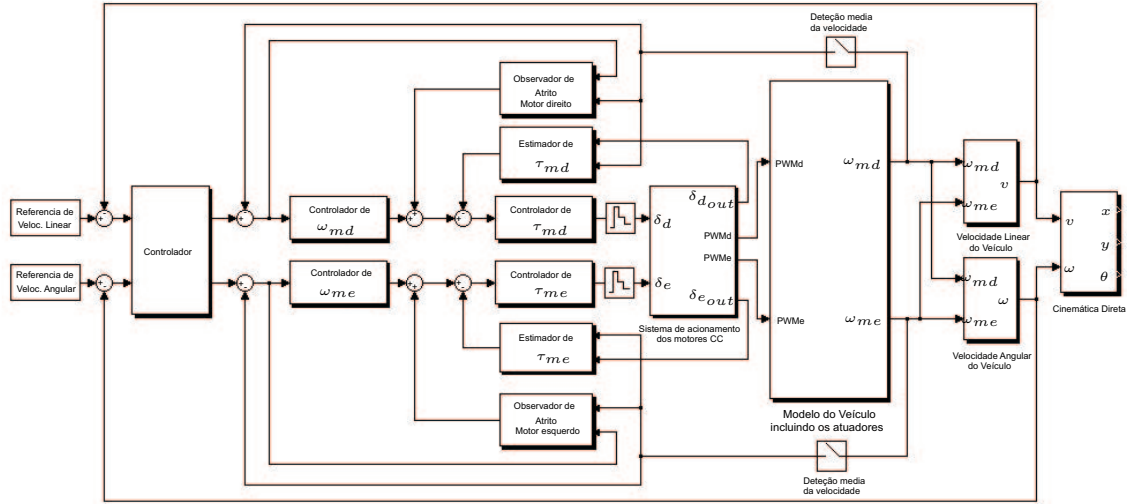 Deteção media
da velocidade
Observador de
Atrito
Motor direito
Estimador de
τmd
Referencia de
Veloc. Linear
Controlador
Controlador de
ωmd
Controlador de
τmd
δd
δdout
PWMd
PWMe
δe
δeout
Sistema de acionamento
dos motores CC
PWMd
ωmd
PWMe
ωme
Modelo do Veículo
incluindo os atuadores
ωmd
v
ωme
Velocidade Linear
do Veículo
ωmd
ω
ωme
Velocidade Angular
do Veículo
x
v
y
ω
θ
Cinemática Direta
Referencia de
Veloc. Angular
Controlador de
ωme
Controlador de
τme
Estimador de
τme
Observador de
Atrito
Motor esquerdo
Deteção media
da velocidade